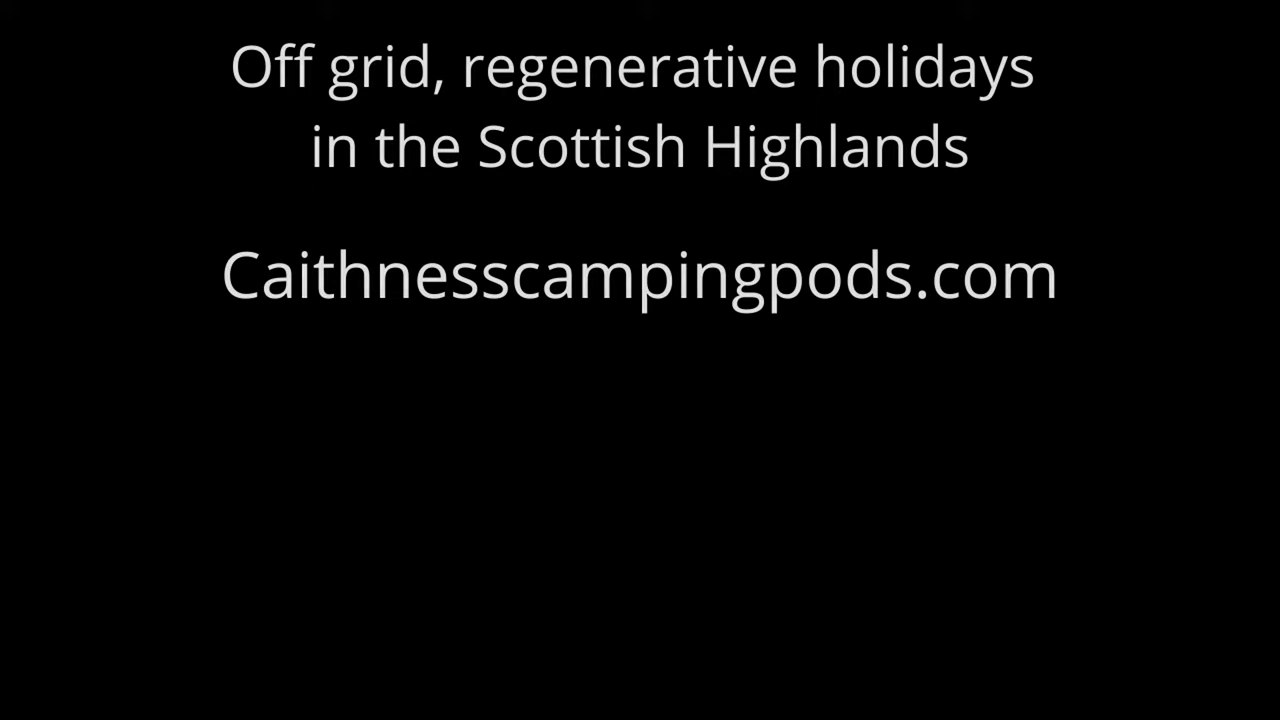 Off grid, regenerative holidays
in the Scottish Highlands
Caithnesscampingpods.com